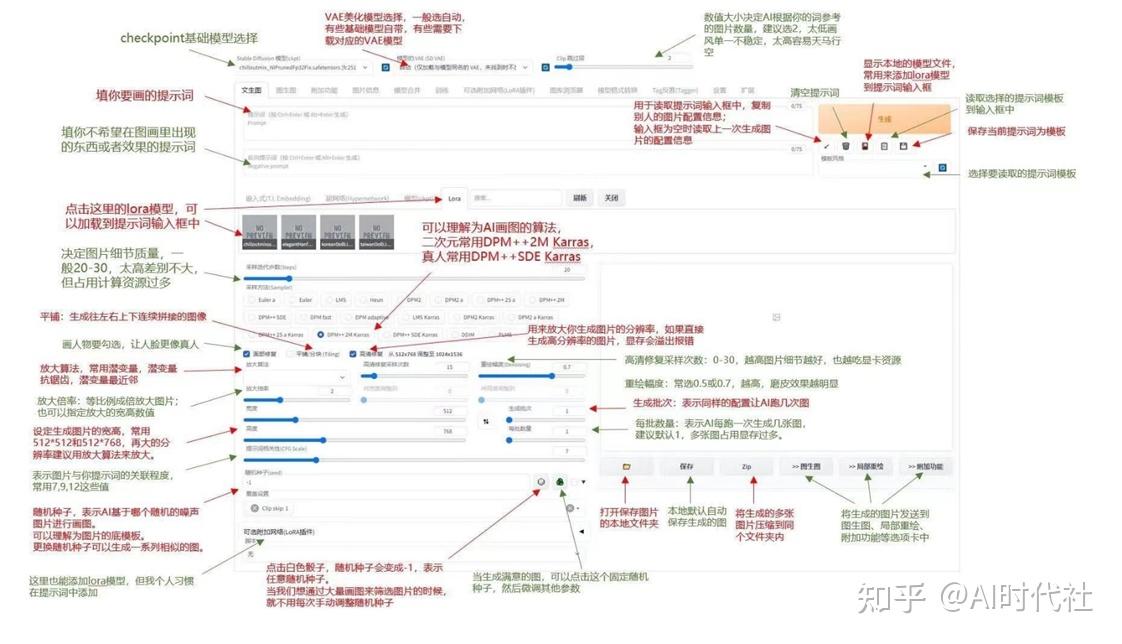 VAE美化模型选择，一般选自动，
有些基础模型自带，有些需要下
载对应的VAE模型
数值大小决定AI根据你的词参考
的图片数量，建议选2，太低画
风单一不稳定，太高容易天马行
空
checkpoint基础模型选择
Stable Diffusion 模型(ckpt)
模型的 VAE (SD VAE)
Clip 跳过层
2
显示本地的模型文件，
常用来添加lora模型
到提示词输入框
文生图 图生图 附加功能 图片信息 模型合并 训练 可选附加网络(LoRA插件) 图库浏览器 模型格式转换 Tag反推(Tagger) 设置 扩展
填你要画的提示词
提示词 (按 Ctrl+Enter 或 Alt+Enter 生成)
Prompt
0/75
用于读取提示词输入框中，复制
别人的图片配置信息；
输入框为空时读取上一次生成图
片的配置信息
清空提示词
读取选择的提示词模板
到输入框中
生成
保存当前提示词为模板
填你不希望在图画里出现
的东西或者效果的提示词
反向提示词 (按 Ctrl+Enter 或 Alt+Enter 生成)
Negative prompt
0/75
模板风格
选择要读取的提示词模板
嵌入式(T.I. Embedding) 超网络(Hypernetwork) 模型(ckpt) Lora 搜索... 刷新 关闭
点击这里的lora模型，可
以加载到提示词输入框中
NO PREVIEW NO PREVIEW NO PREVIEW NO PREVIEW
可以理解为AI画图的算法，
二次元常用DPM++2M Karras，
真人常用DPM++SDE Karras
决定图片细节质量，一
般20-30，太高差别不大，
但占用计算资源过多
采样迭代步数(Steps)
20
采样方法(Sampler)
Euler a Euler LMS Heun DPM2 DPM2 a DPM++ 2S a DPM++ 2M
DPM++ SDE DPM fast DPM adaptive LMS Karras DPM2 Karras DPM2 a Karras
DPM++ 2S a Karras DPM++ 2M Karras DPM++ SDE Karras DDIM PLMS
平铺：生成往左右上下连续拼接的图像
用来放大你生成图片的分辨率，如果直接
生成高分辨率的图片，显存会溢出报错
画人物要勾选，让人脸更像真人
面部修复 平铺/分块 (Tiling) 高清修复 从 512x768 调整至 1024x1536
放大算法，常用潜变量，潜变量
抗锯齿，潜变量最近邻
放大算法
高清修复采样次数 15
重绘幅度(Denoising) 0.7
高清修复采样次数：0-30，越高图片细节越好，也越吃显卡资源
重绘幅度：常选0.5或0.7，越高，磨皮效果越明显
放大倍率：等比例成倍放大图片；
也可以指定放大的宽高数值
放大倍率 2
0
0
生成批次：表示同样的配置让AI跑几次图
宽度 512
生成批次 1
设定生成图片的宽高，常用
512*512和512*768，再大的分
辨率建议用放大算法来放大。
高度 768
每批数量 1
每批数量：表示AI每跑一次生成几张图，
建议默认1，多张图占用显存过多。
提示词相关性(CFG Scale) 7
表示图片与你提示词的关联程度，
常用7,9,12这些值
随机种子(seed)
-1
保存 Zip >> 图生图 >> 局部重绘 >> 附加功能
随机种子，表示AI基于哪个随机的噪声
图片进行画图。
可以理解为图片的底模板。
更换随机种子可以生成一系列相似的图。
覆盖设置
Clip skip 1
打开保存图片
的本地文件夹
本地默认自动
保存生成的图
将生成的多张
图片压缩到同
个文件夹内
将生成的图片发送到
图生图、局部重绘、
附加功能等选项卡中
可选附加网络(LoRA插件)
脚本
无
这里也能添加lora模型，但我个人习惯
在提示词中添加
点击白色骰子，随机种子会变成-1，表示
任意随机种子。
当我们想通过大量画图来筛选图片的时候，
就不用每次手动调整随机种子
当生成满意的图，可以点击这个固定随机
种子，然后微调其他参数
知乎 @AI时代社